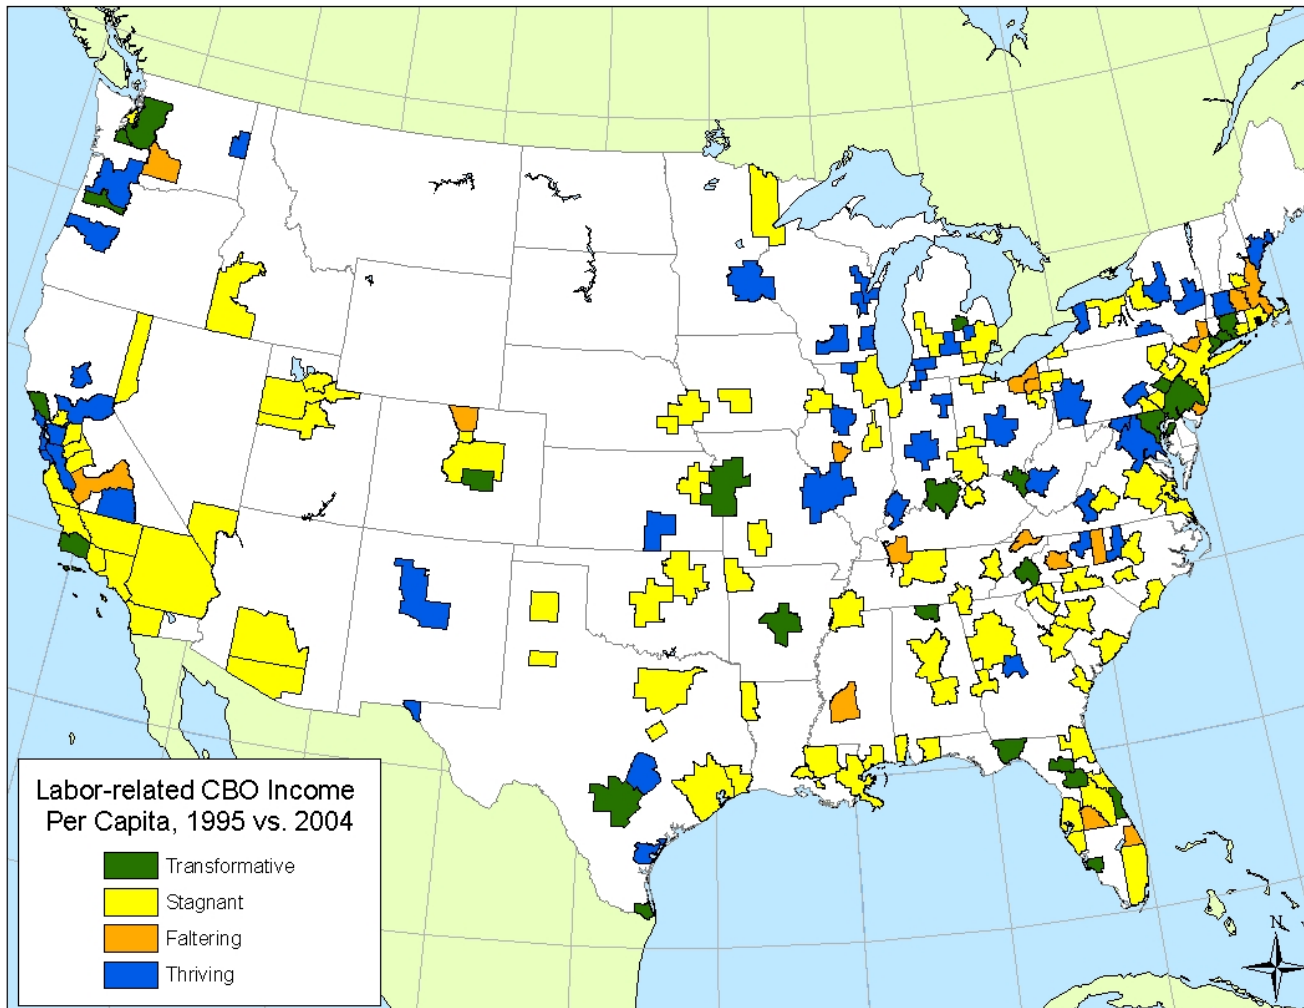 Labor-related CBO Income
Per Capita, 1995 vs. 2004
Transformative
Stagnant
Faltering
Thriving
N